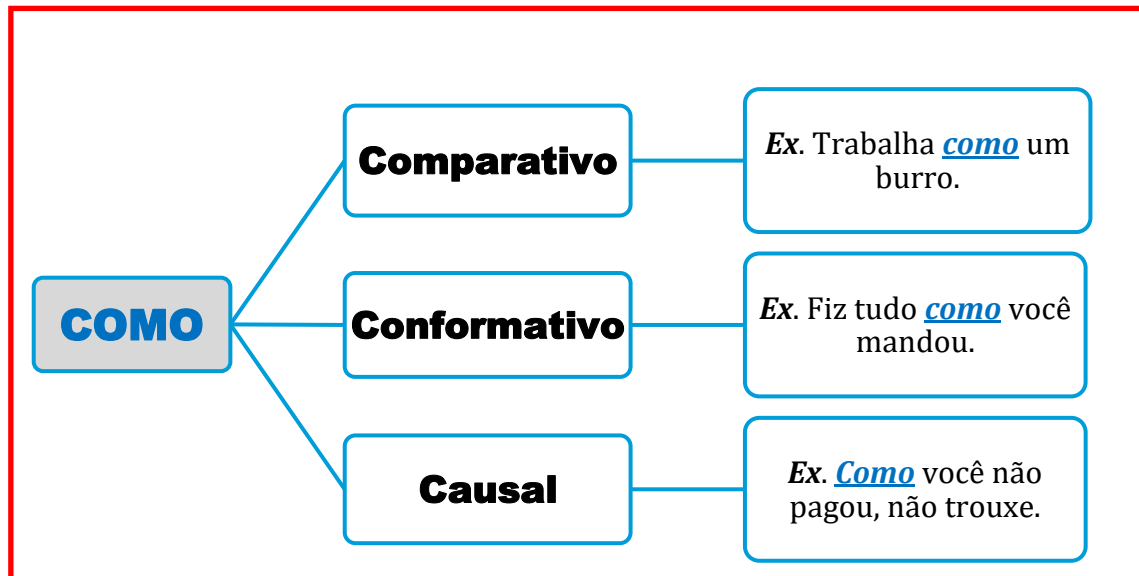 Comparativo
Ex. Trabalha como um
burro.
COMO
Conformativo
Ex. Fiz tudo como você
mandou.
Causal
Ex. Como você não
pagou, não trouxe.